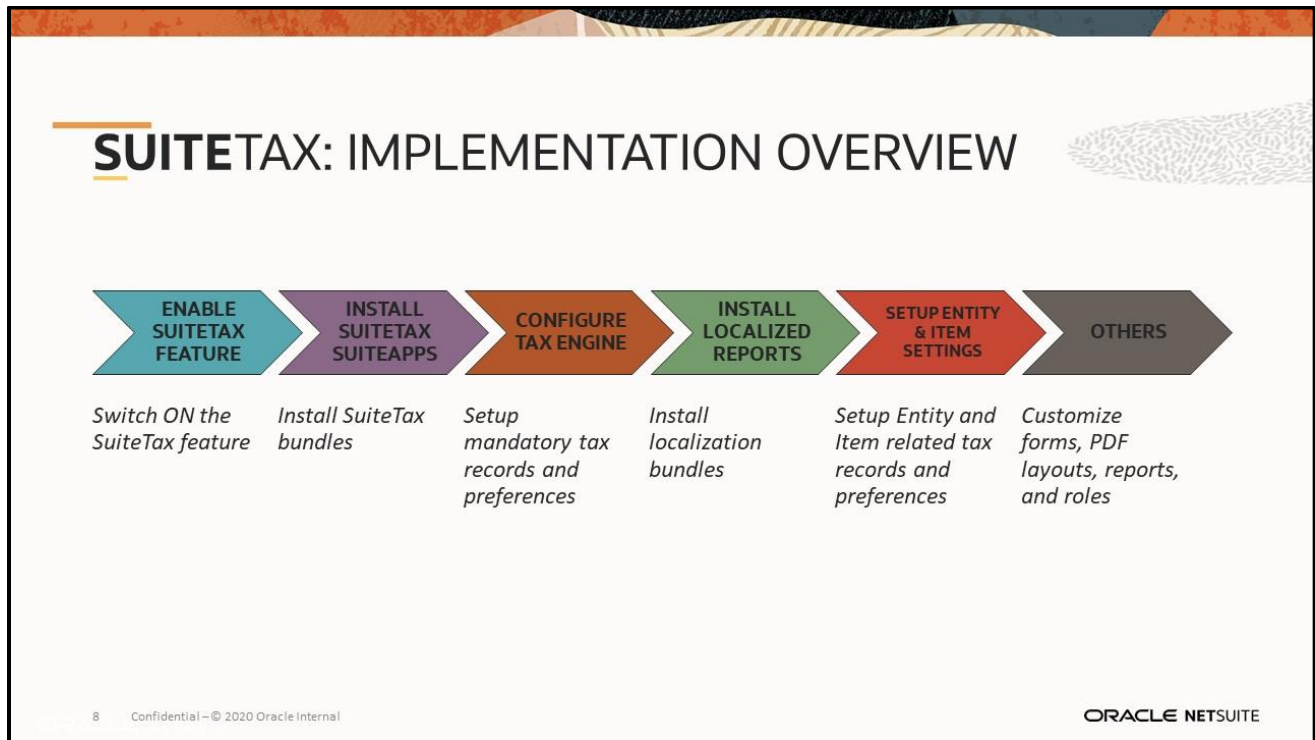 SUITETAX: IMPLEMENTATION OVERVIEW
ENABLE
SUITETAX
FEATURE
INSTALL
SUITETAX
SUITEAPPS
CONFIGURE
TAX ENGINE
INSTALL
LOCALIZED
REPORTS
SETUP ENTITY
& ITEM
SETTINGS
OTHERS
Switch ON the
SuiteTax feature
Install SuiteTax
bundles
Setup
mandatory tax
records and
preferences
Install
localization
bundles
Setup Entity and
Item related tax
records and
preferences
Customize
forms, PDF
layouts, reports,
and roles
8 Confidential – © 2020 Oracle Internal
ORACLE NETSUITE